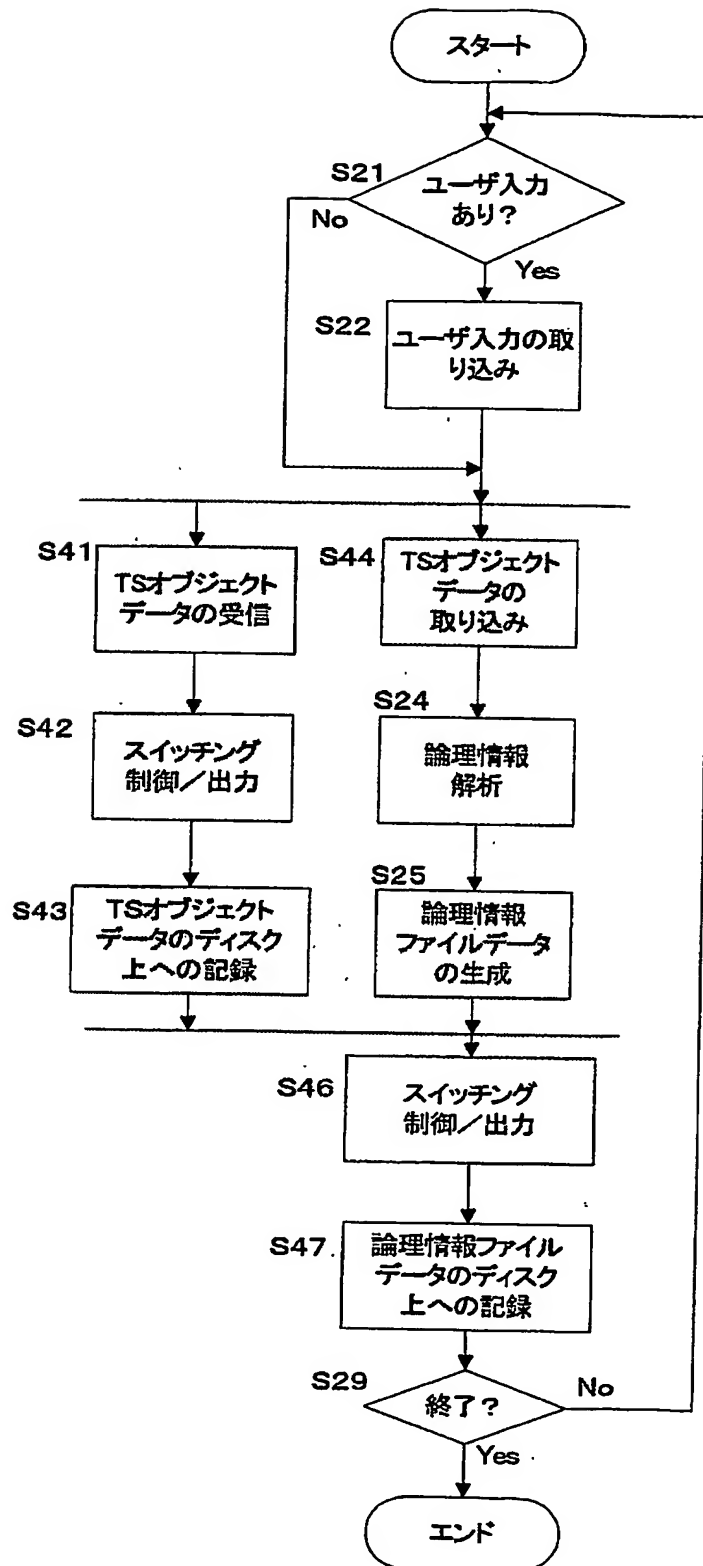 スタート
S21
ユーザ入力
あり?
No
Yes
S22
ユーザ入力の取
り込み
S41
TSオブジェクト
データの受信
S44
TSオブジェクト
データの
取り込み
S42
スイッチング
制御／出力
S24
論理情報
解析
S43
TSオブジェクト
データのディスク
上への記録
S25
論理情報
ファイルデータ
の生成
S46
スイッチング
制御／出力
S47
論理情報ファイル
データのディスク
上への記録
S29
終了?
No
Yes
エンド